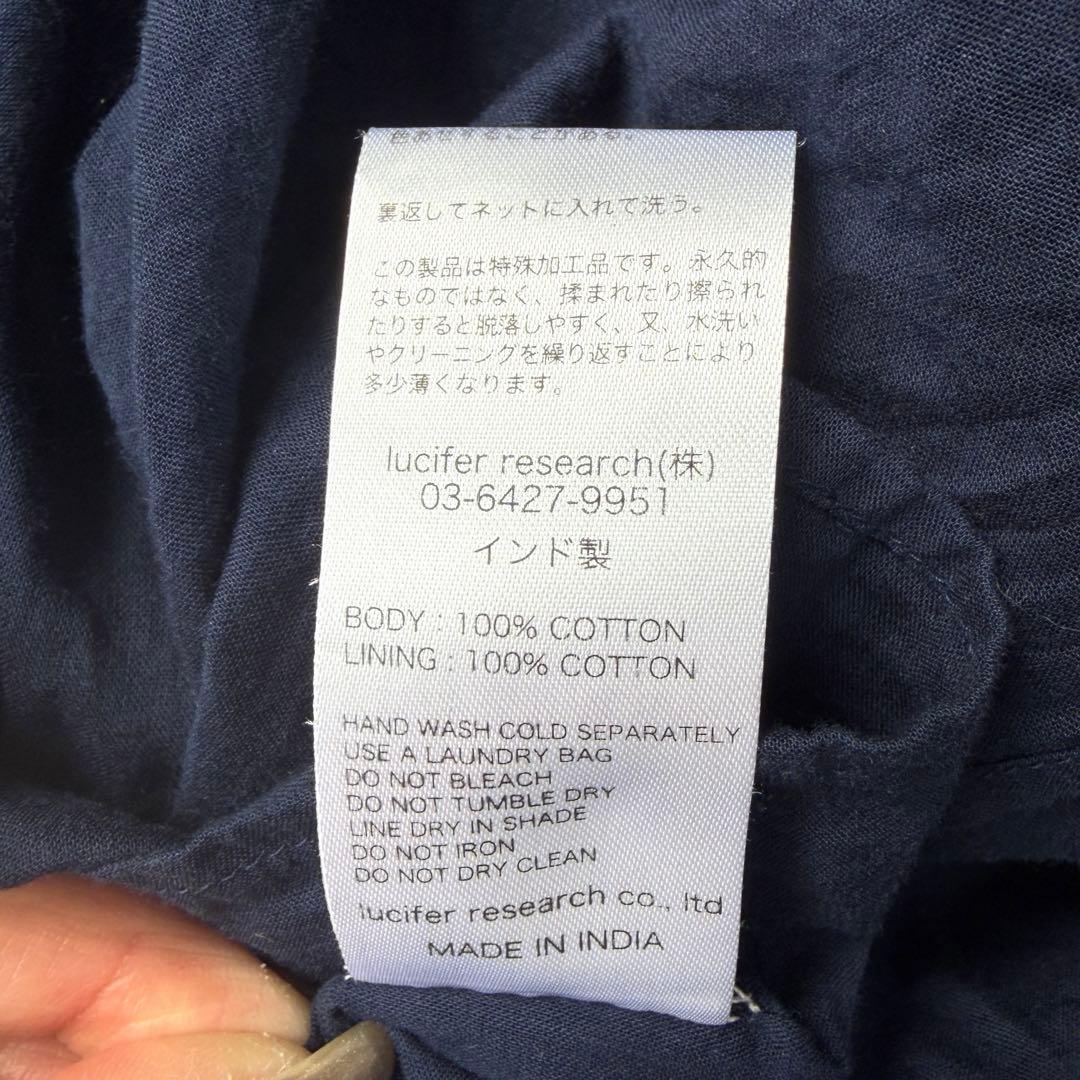 裏返してネットに入れて洗う。
この製品は特殊加工品です。永久的
なものではなく、揉まれたり擦られ
たりすると脱落しやすく、又、水洗い
やクリーニングを繰り返すことにより
多少薄くなります。
lucifer research(株)
03-6427-9951
インド製
BODY : 100% COTTON
LINING : 100% COTTON
HAND WASH COLD SEPARATELY
USE A LAUNDRY BAG
DO NOT BLEACH
DO NOT TUMBLE DRY
LINE DRY IN SHADE
DO NOT IRON
DO NOT DRY CLEAN
lucifer research co., ltd
MADE IN INDIA